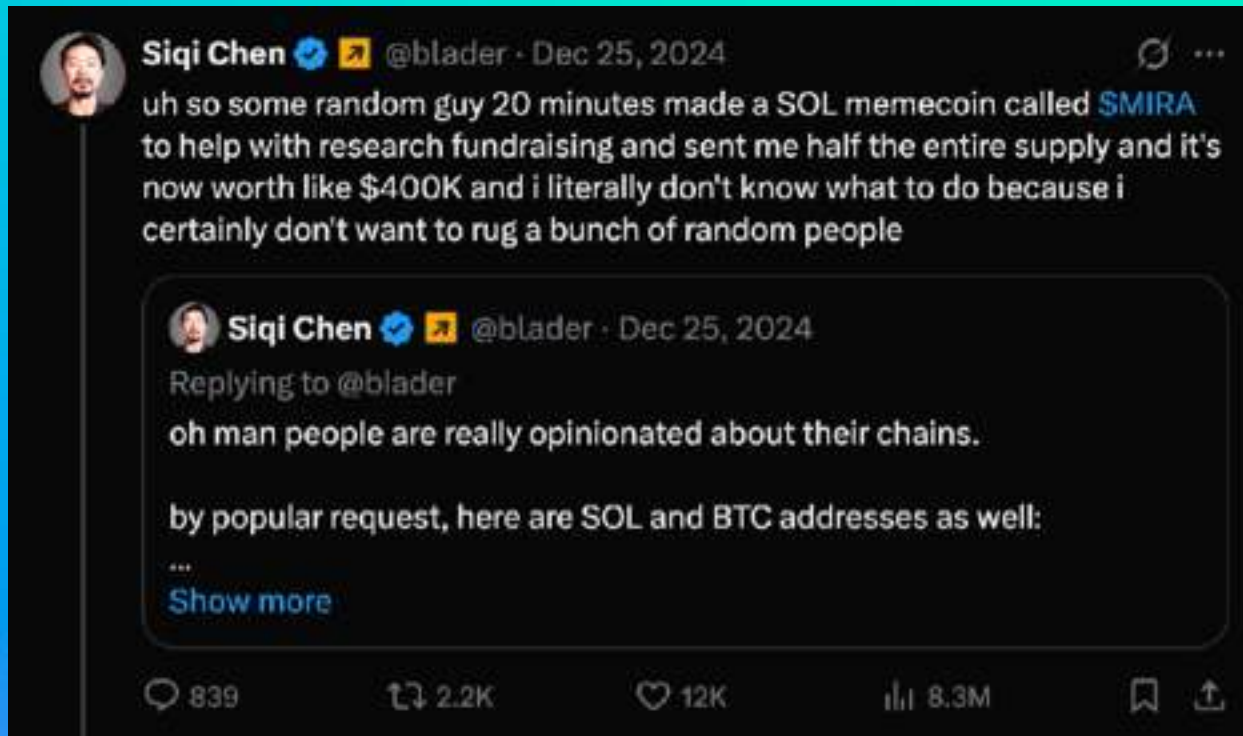 Siqi Chen @blader · Dec 25, 2024
uh so some random guy 20 minutes made a SOL memecoin called $MIRA
to help with research fundraising and sent me half the entire supply and it's
now worth like $400K and i literally don't know what to do because i
certainly don't want to rug a bunch of random people
Siqi Chen @blader · Dec 25, 2024
Replying to @blader
oh man people are really opinionated about their chains.
by popular request, here are SOL and BTC addresses as well:
...
Show more
839 2.2K 12K 8.3M